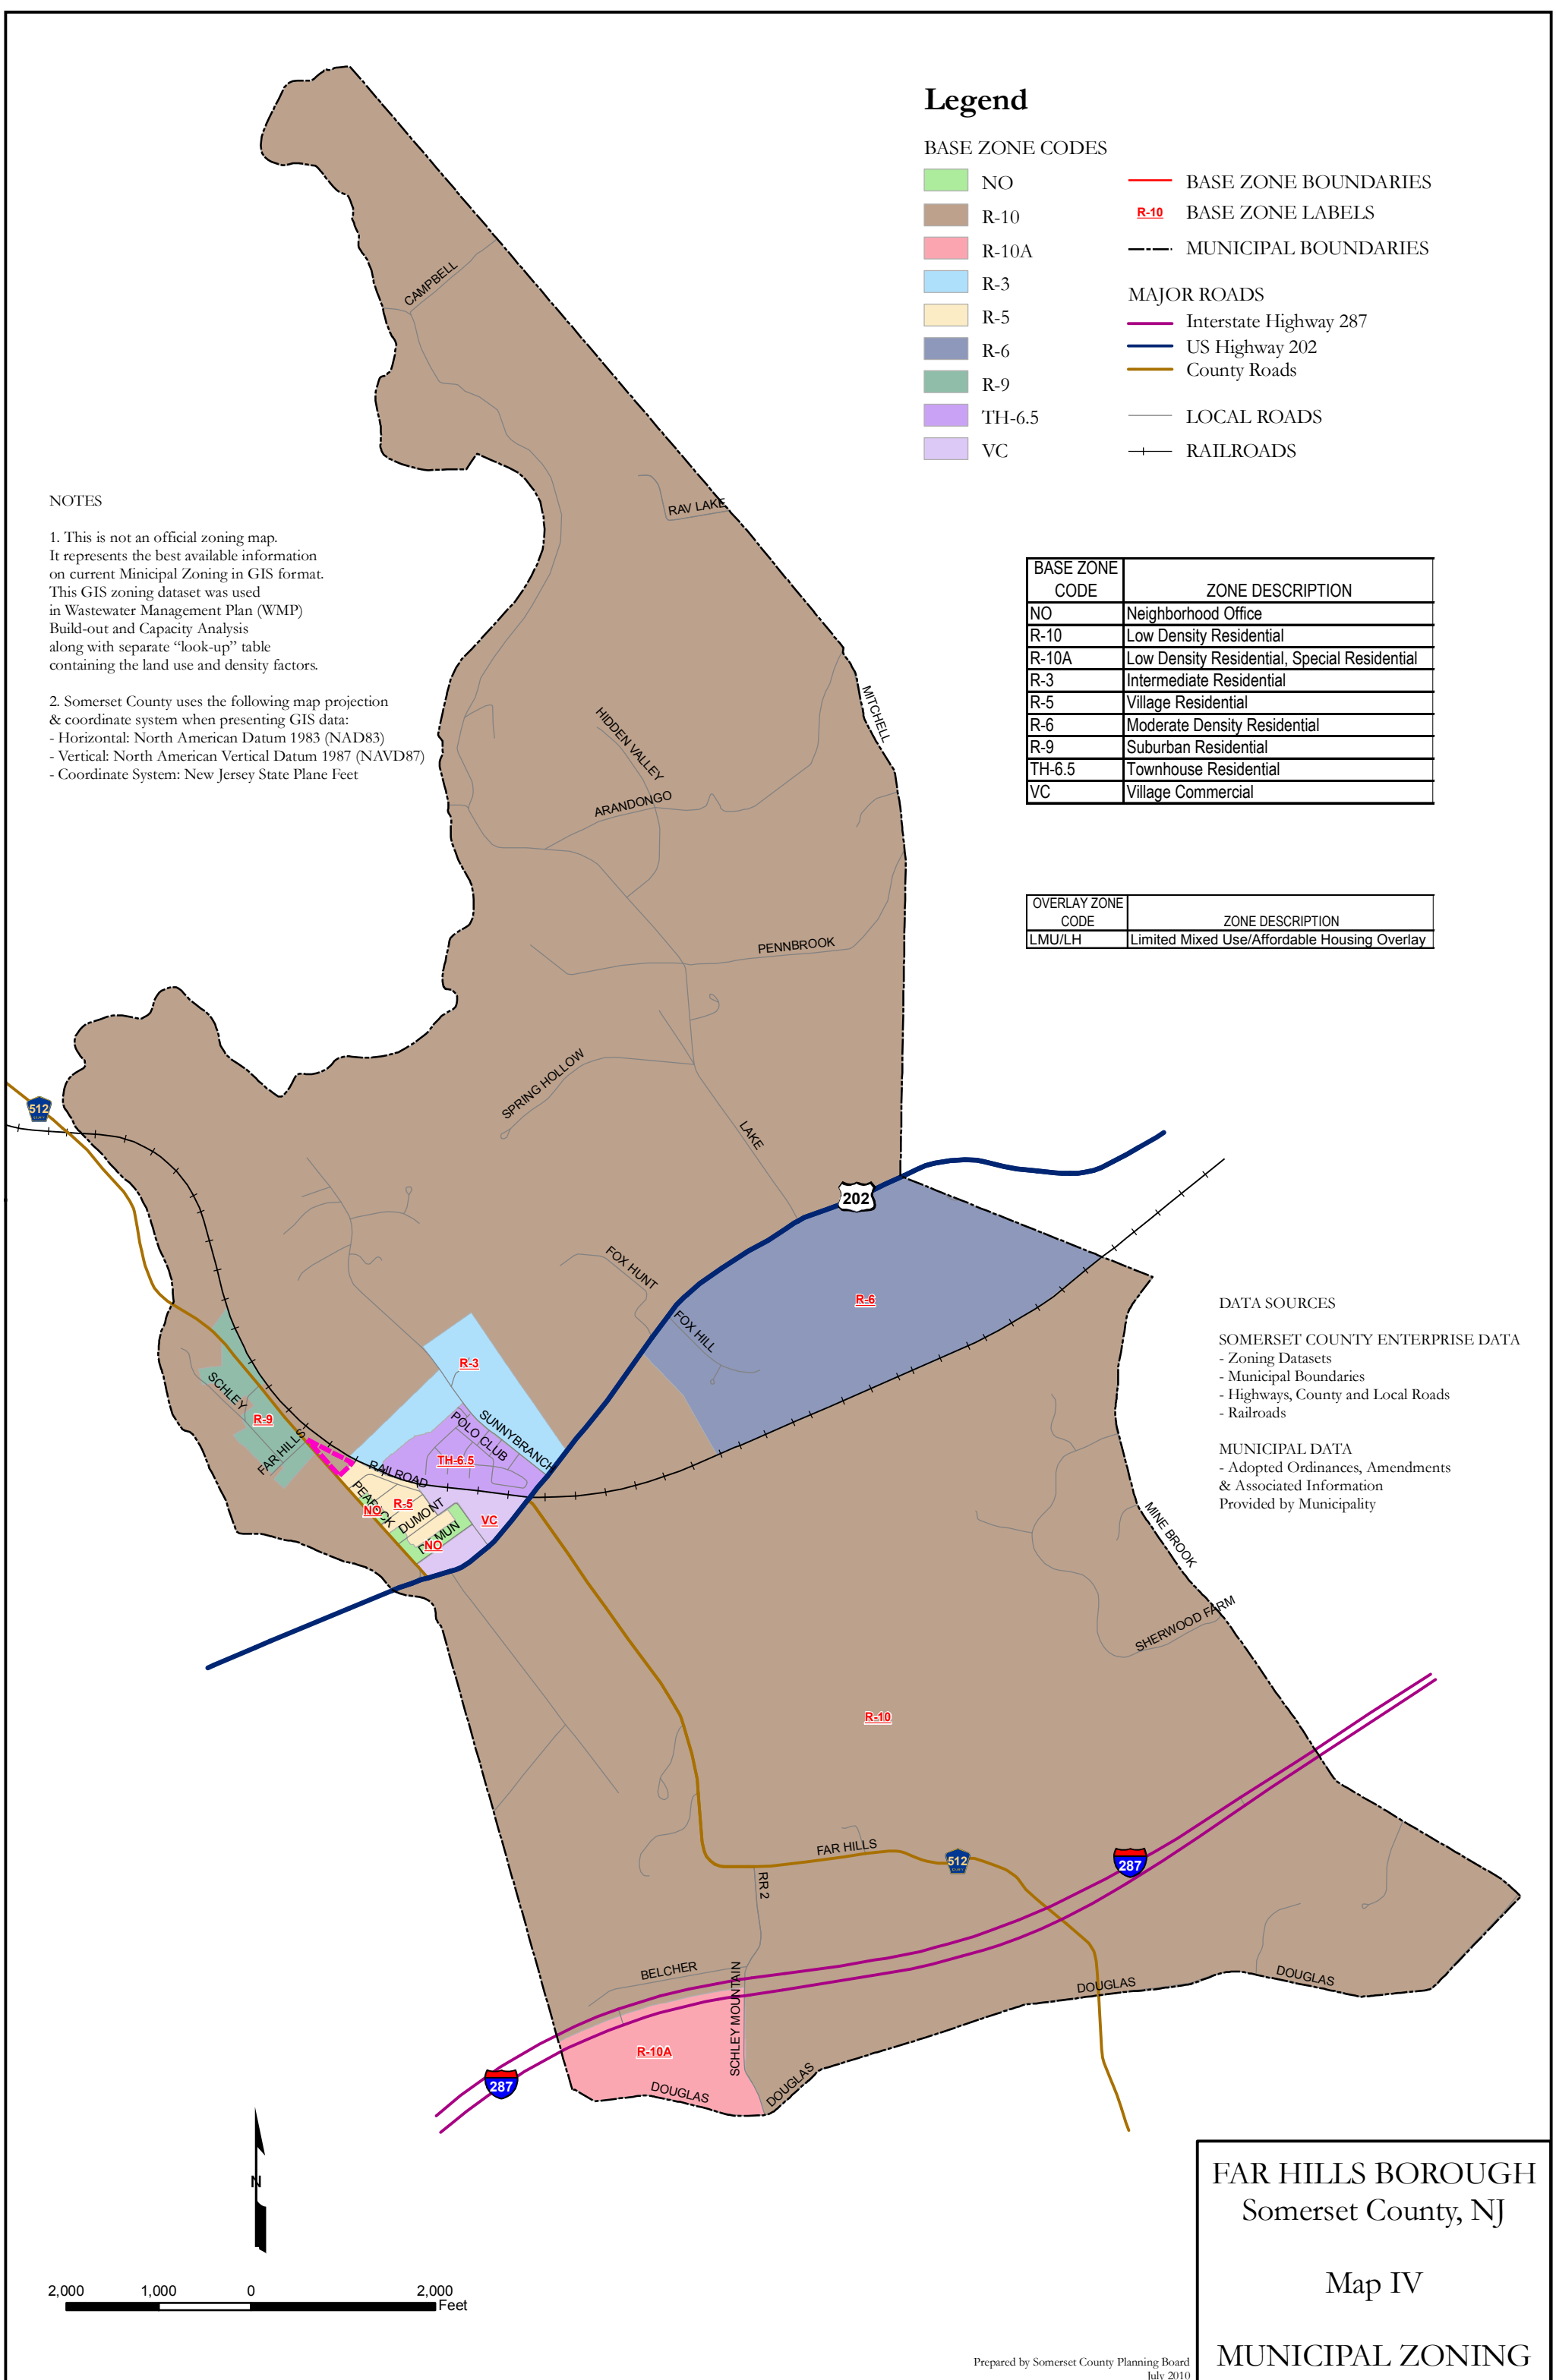 Legend
BASE ZONE CODES
NO
R-10
R-10A
R-3
R-5
R-6
R-9
TH-6.5
VC
BASE ZONE BOUNDARIES
R-10 BASE ZONE LABELS
MUNICIPAL BOUNDARIES
MAJOR ROADS
Interstate Highway 287
US Highway 202
County Roads
LOCAL ROADS
RAILROADS
NOTES
1. This is not an official zoning map.
It represents the best available information
on current Minicipal Zoning in GIS format.
This GIS zoning dataset was used
in Wastewater Management Plan (WMP)
Build-out and Capacity Analysis
along with separate “look-up” table
containing the land use and density factors.
2. Somerset County uses the following map projection
& coordinate system when presenting GIS data:
- Horizontal: North American Datum 1983 (NAD83)
- Vertical: North American Vertical Datum 1987 (NAVD87)
- Coordinate System: New Jersey State Plane Feet
BASE ZONE
CODE ZONE DESCRIPTION
NO Neighborhood Office
R-10 Low Density Residential
R-10A Low Density Residential, Special Residential
R-3 Intermediate Residential
R-5 Village Residential
R-6 Moderate Density Residential
R-9 Suburban Residential
TH-6.5 Townhouse Residential
VC Village Commercial
OVERLAY ZONE
CODE ZONE DESCRIPTION
LMU/LH Limited Mixed Use/Affordable Housing Overlay
CAMPBELL
RAV LAKE
MITCHELL
HIDDEN VALLEY
ARANDONGO
PENNBROOK
SPRING HOLLOW
LAKE
512
202
FOX HUNT
FOX HILL
R-6
R-3
SCHLEY
R-9
FAR HILLS
POLO CLUB
SUNNYBRANCH
TH-6.5
RAILROAD
PEAPACK
R-5
NO
DUMONT
VC
NO
MINE BROOK
SHERWOOD FARM
R-10
FAR HILLS
512
287
RR 2
BELCHER
SCHLEY MOUNTAIN
DOUGLAS
DOUGLAS
R-10A
287
DOUGLAS
DOUGLAS
DATA SOURCES
SOMERSET COUNTY ENTERPRISE DATA
- Zoning Datasets
- Municipal Boundaries
- Highways, County and Local Roads
- Railroads
MUNICIPAL DATA
- Adopted Ordinances, Amendments
& Associated Information
Provided by Municipality
N
2,000 1,000 0 2,000
Feet
Prepared by Somerset County Planning Board
July 2010
FAR HILLS BOROUGH
Somerset County, NJ
Map IV
MUNICIPAL ZONING